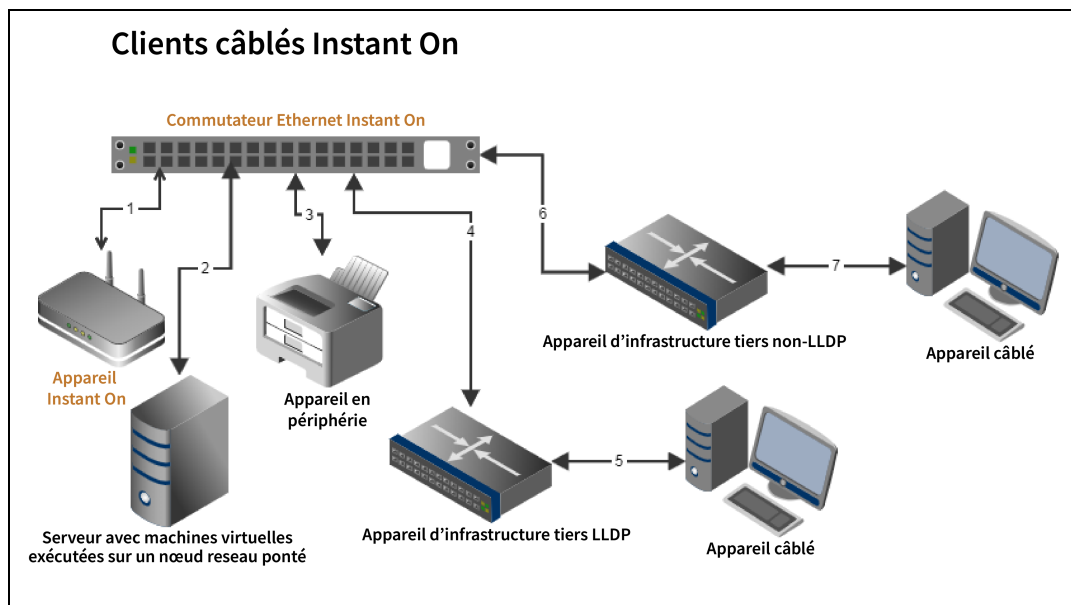 Clients câblés Instant On
Commutateur Ethernet Instant On
1
2
3
4
6
7
Appareil
Instant On
Appareil en
périphérie
Appareil d'infrastructure tiers non-LLDP
Appareil câblé
5
Serveur avec machines virtuelles
exécutées sur un nœud reseau ponté
Appareil d'infrastructure tiers LLDP
Appareil câblé